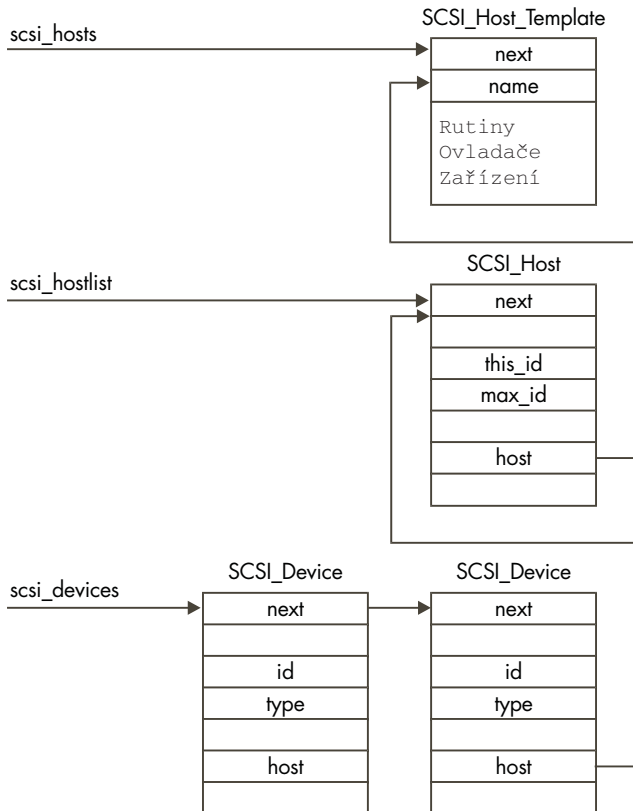 SCSI_Host_Template
scsi_hosts
next
name
Rutiny
Ovladače
Zařízení
SCSI_Host
scsi_hostlist
next
this_id
max_id
host
SCSI_Device
SCSI_Device
scsi_devices
next
next
id
id
type
type
host
host